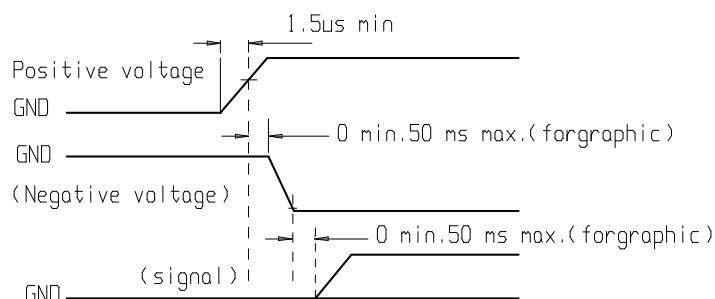 1.5us min
Positive voltage
GND
0 min.50 ms max.(forgraphic)
GND
(Negative voltage)
0 min.50 ms max.(forgraphic)
(signal)
GND